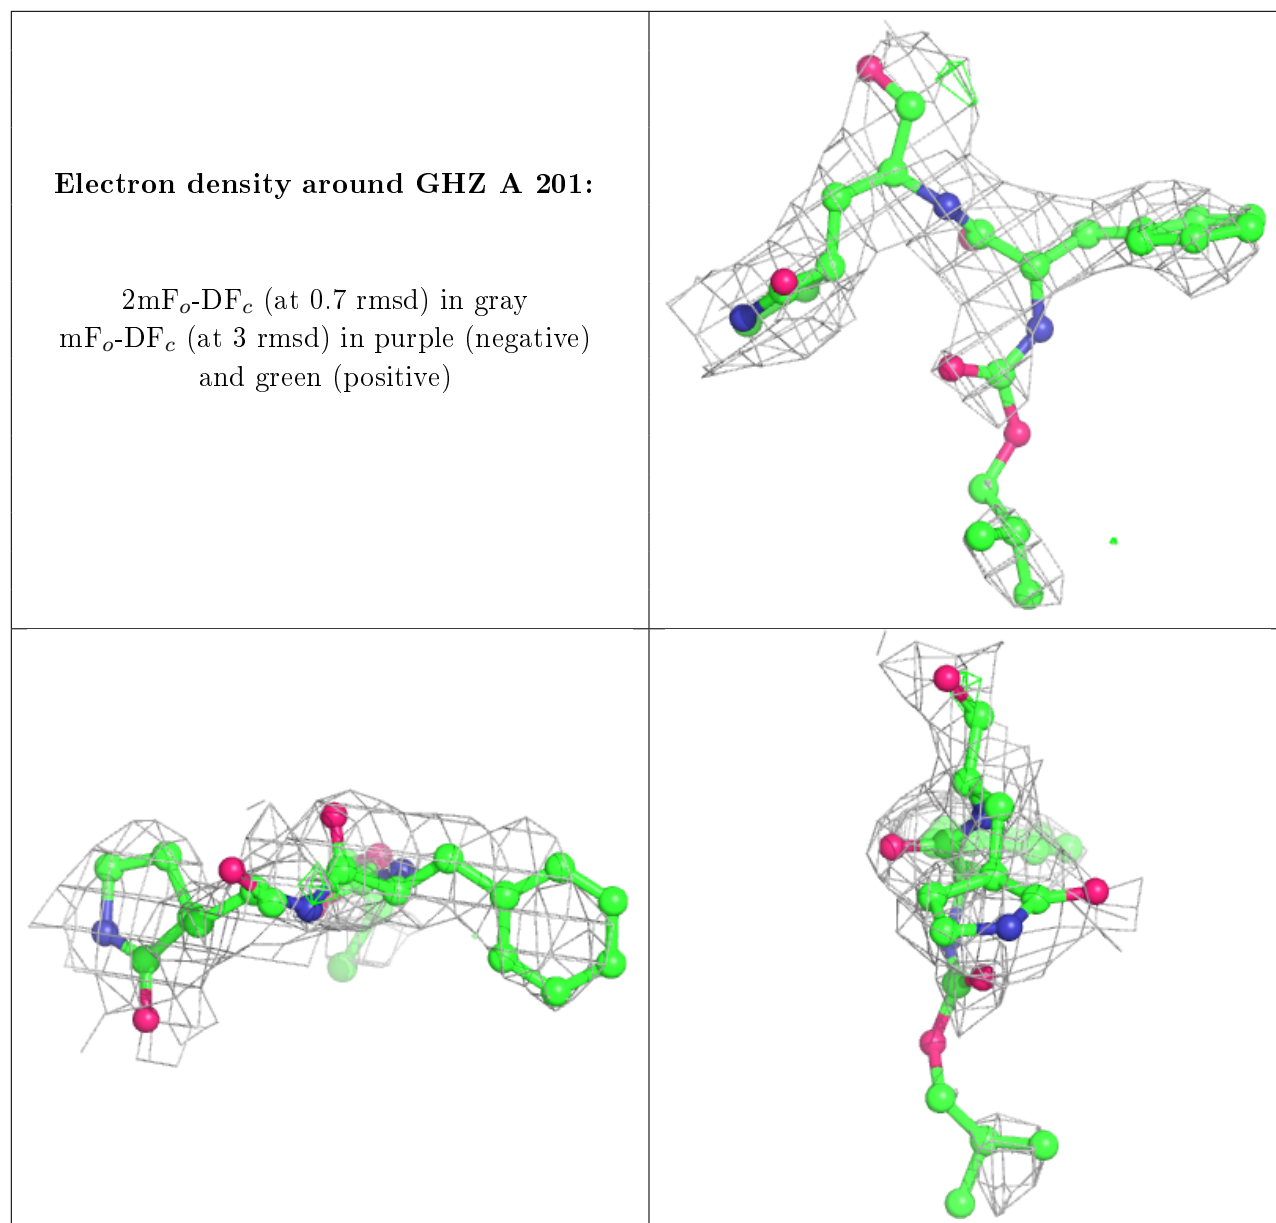 Electron density around GHZ A 201:
2mFo-DFc (at 0.7 rmsd) in gray
mFo-DFc (at 3 rmsd) in purple (negative)
and green (positive)